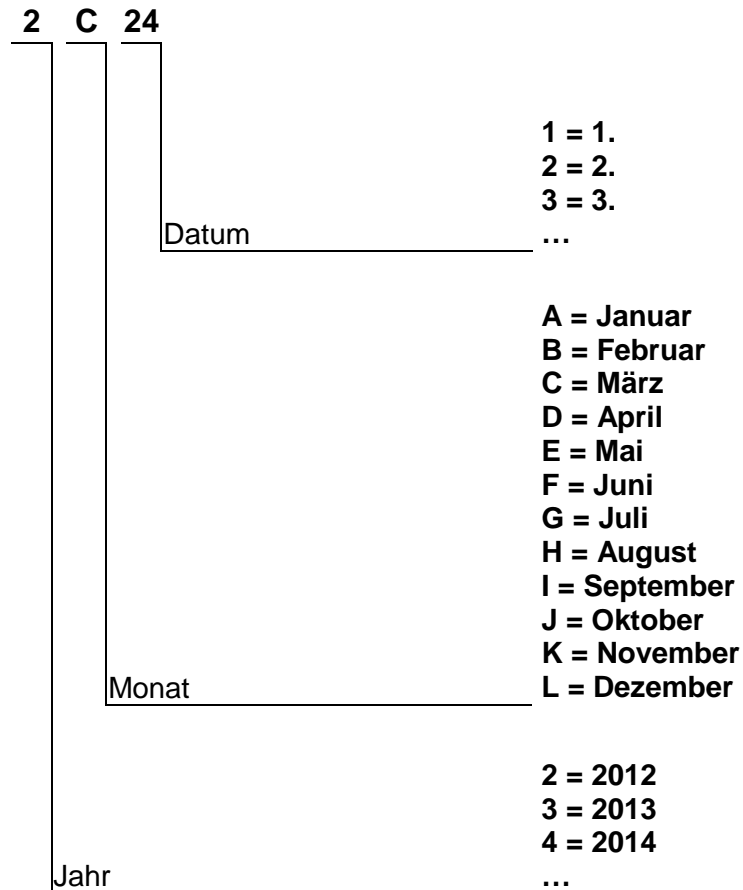 2 C 24
1 = 1.
2 = 2.
3 = 3.
Datum …
A = Januar
B = Februar
C = März
D = April
E = Mai
F = Juni
G = Juli
H = August
I = September
J = Oktober
K = November
Monat L = Dezember
2 = 2012
3 = 2013
4 = 2014
Jahr …